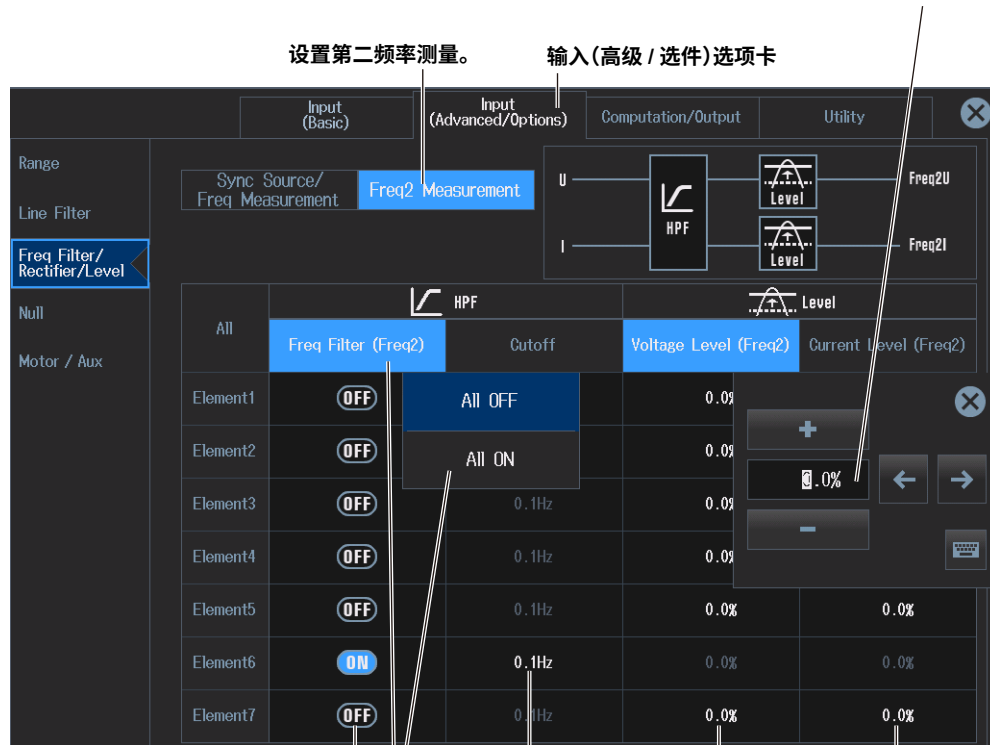 设置第二频率测量。 输入(高级 / 选件)选项卡
Input
(Basic)
Input
(Advanced/Options)
Computation/Output
Utility
Range
Line Filter
Freq Filter/
Rectifier/Level
Null
Motor / Aux
Sync Source/
Freq Measurement
Freq2 Measurement
U
HPF
Level
Freq2U
I
Level
Freq2I
All
HPF
Level
Freq Filter (Freq2) Cutoff Voltage Level (Freq2) Current Level (Freq2)
Element1 OFF All OFF 0.0%
Element2 OFF All ON 0.0%
Element3 OFF 0.1Hz 0.0%
Element4 OFF 0.1Hz 0.0%
Element5 OFF 0.1Hz 0.0% 0.0%
Element6 ON 0.1Hz 0.0% 0.0%
Element7 OFF 0.1Hz 0.0% 0.0%
+
0.0%
−